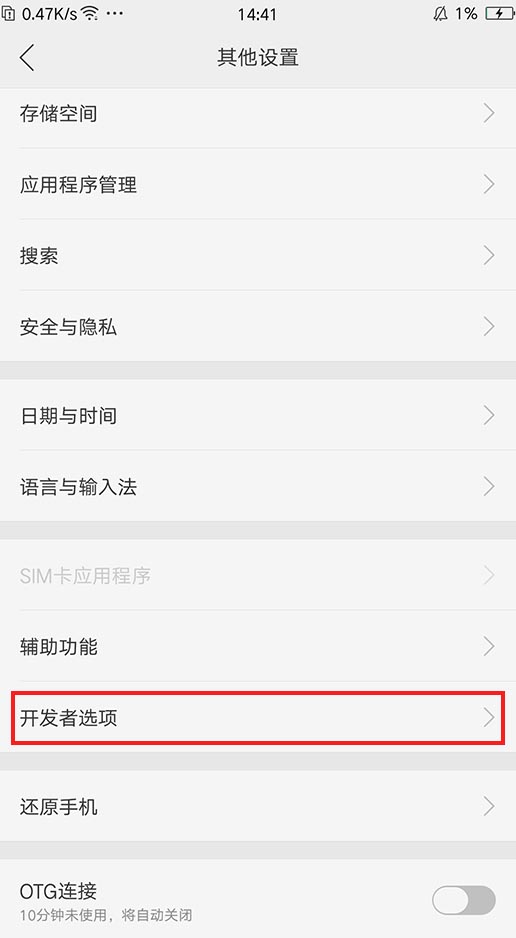 0.47K/s ··· 14:41 1%
其他设置
存储空间
应用程序管理
搜索
安全与隐私
日期与时间
语言与输入法
SIM卡应用程序
辅助功能
开发者选项
还原手机
OTG连接
10分钟未使用，将自动关闭